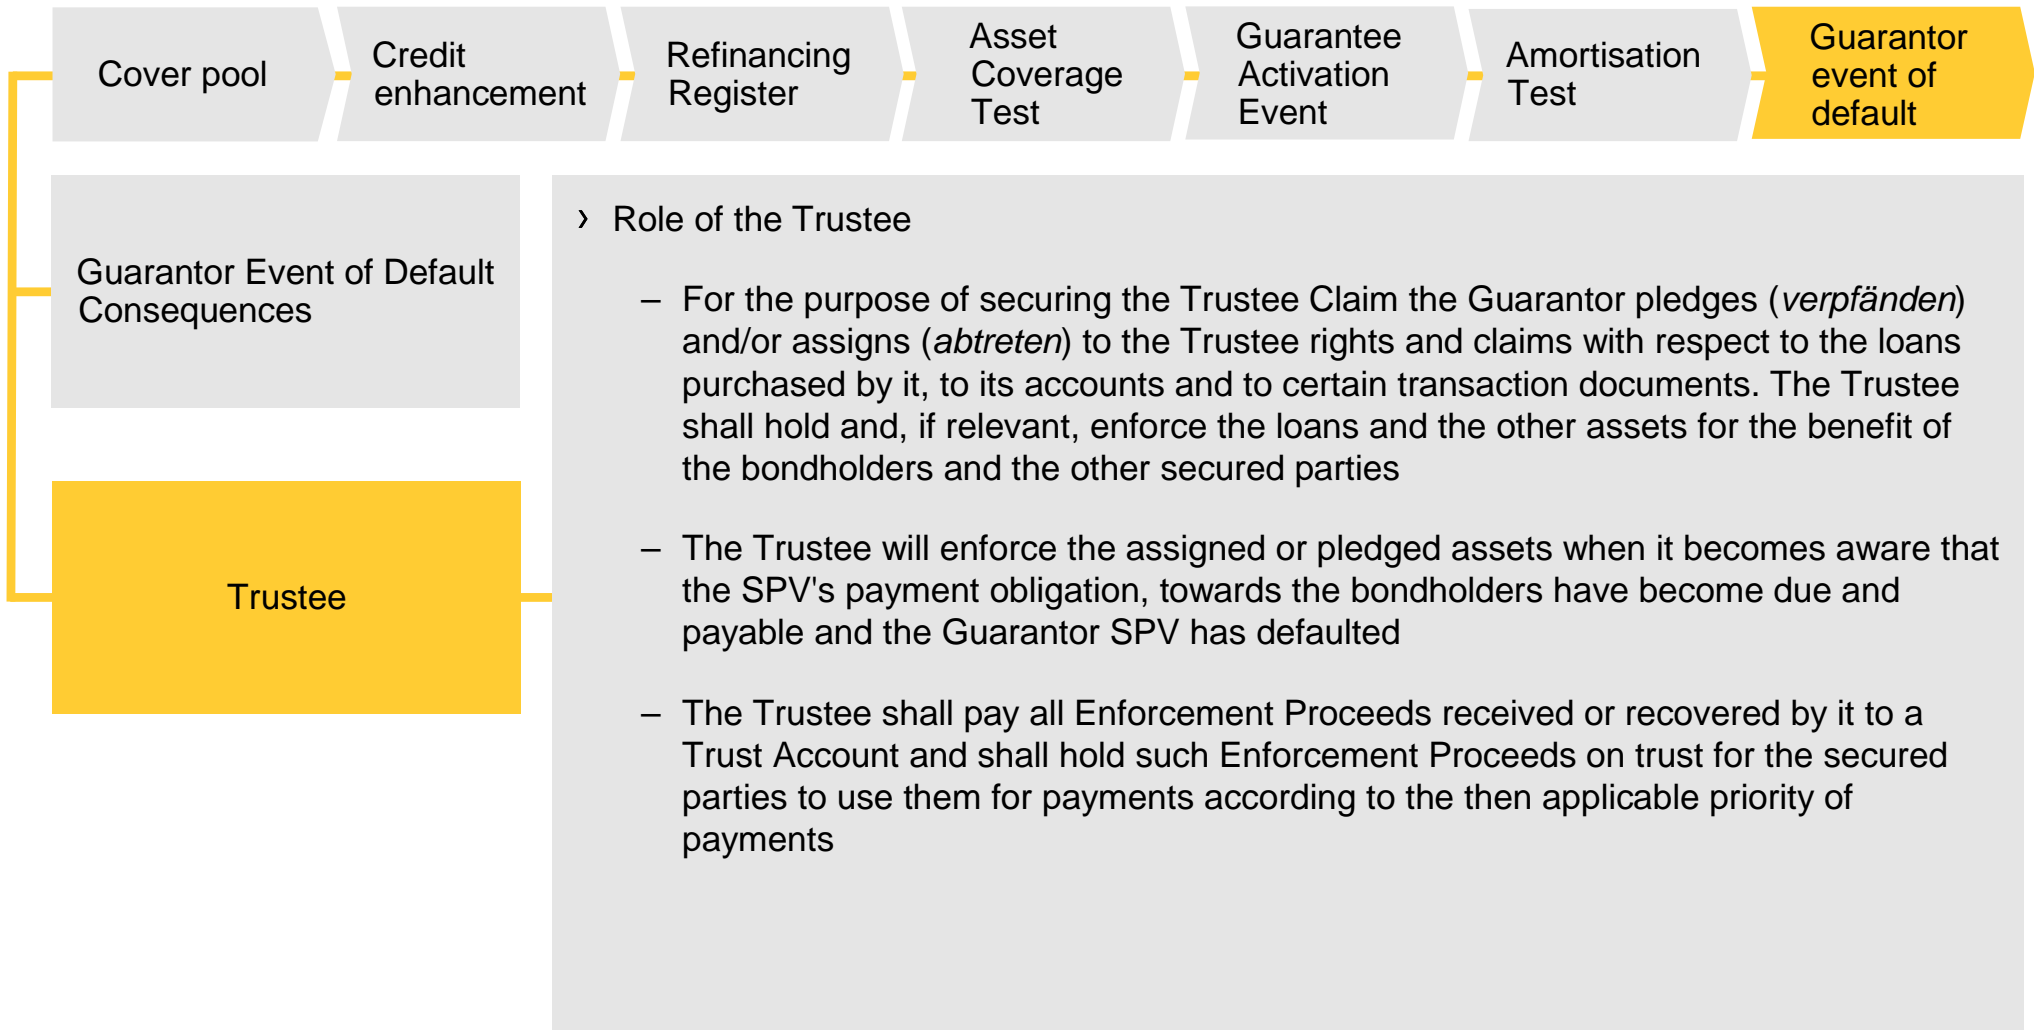 Cover pool
Credit
enhancement
Refinancing
Register
Asset
Coverage
Test
Guarantee
Activation
Event
Amortisation
Test
Guarantor
event of
default
Guarantor Event of Default
Consequences
Trustee
› Role of the Trustee
– For the purpose of securing the Trustee Claim the Guarantor pledges (verpfänden)
and/or assigns (abtreten) to the Trustee rights and claims with respect to the loans
purchased by it, to its accounts and to certain transaction documents. The Trustee
shall hold and, if relevant, enforce the loans and the other assets for the benefit of
the bondholders and the other secured parties
– The Trustee will enforce the assigned or pledged assets when it becomes aware that
the SPV's payment obligation, towards the bondholders have become due and
payable and the Guarantor SPV has defaulted
– The Trustee shall pay all Enforcement Proceeds received or recovered by it to a
Trust Account and shall hold such Enforcement Proceeds on trust for the secured
parties to use them for payments according to the then applicable priority of
payments